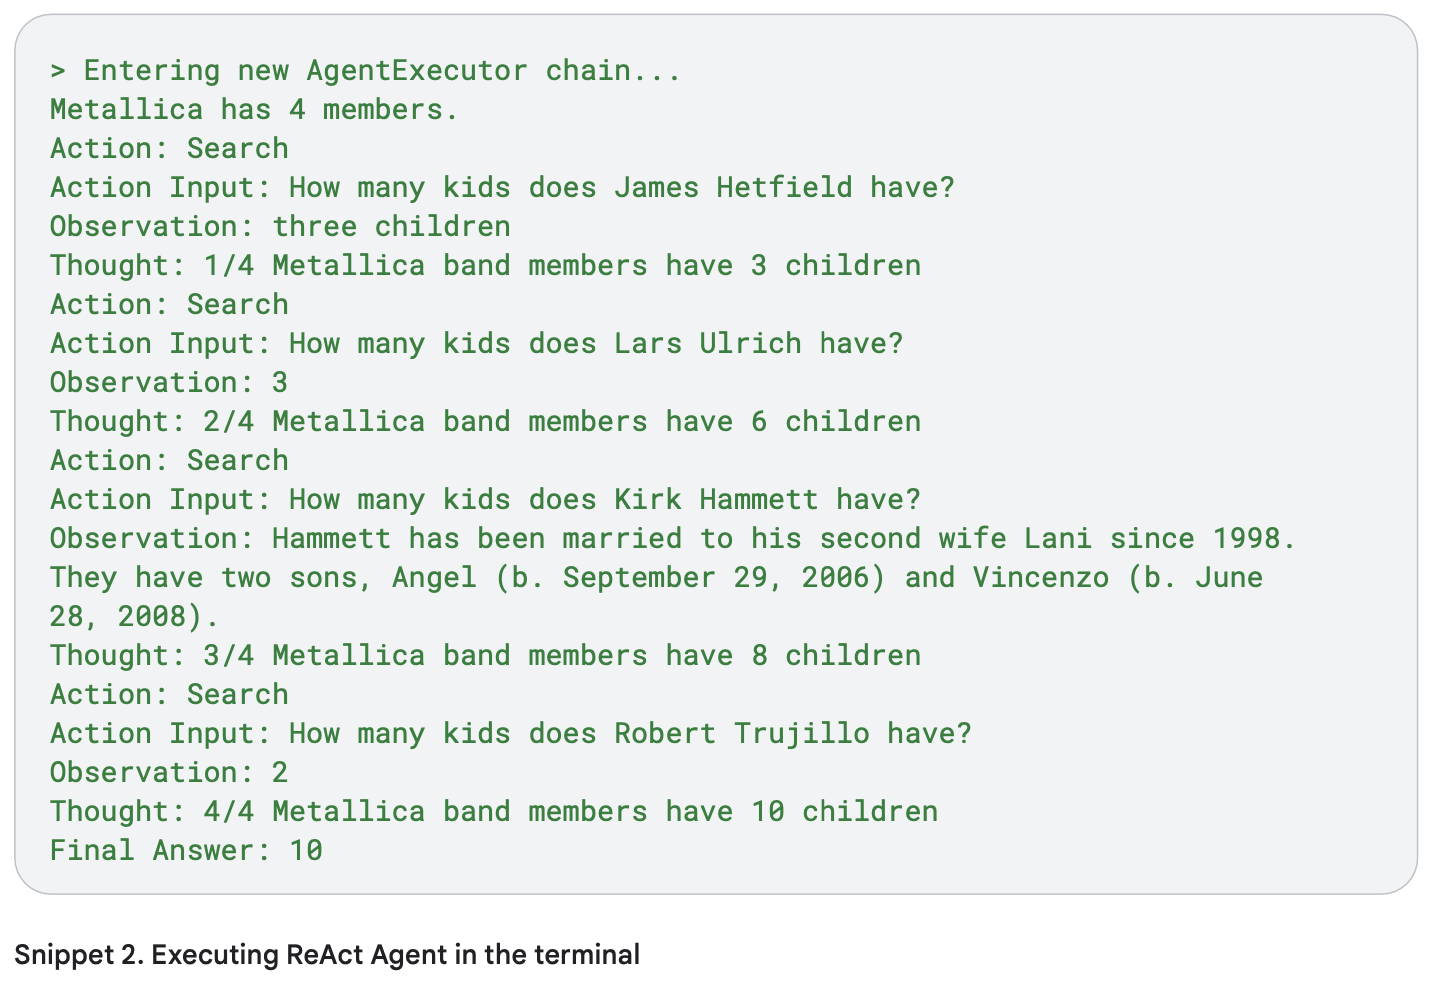 > Entering new AgentExecutor chain...
Metallica has 4 members.
Action: Search
Action Input: How many kids does James Hetfield have?
Observation: three children
Thought: 1/4 Metallica band members have 3 children
Action: Search
Action Input: How many kids does Lars Ulrich have?
Observation: 3
Thought: 2/4 Metallica band members have 6 children
Action: Search
Action Input: How many kids does Kirk Hammett have?
Observation: Hammett has been married to his second wife Lani since 1998.
They have two sons, Angel (b. September 29, 2006) and Vincenzo (b. June
28, 2008).
Thought: 3/4 Metallica band members have 8 children
Action: Search
Action Input: How many kids does Robert Trujillo have?
Observation: 2
Thought: 4/4 Metallica band members have 10 children
Final Answer: 10
Snippet 2. Executing ReAct Agent in the terminal